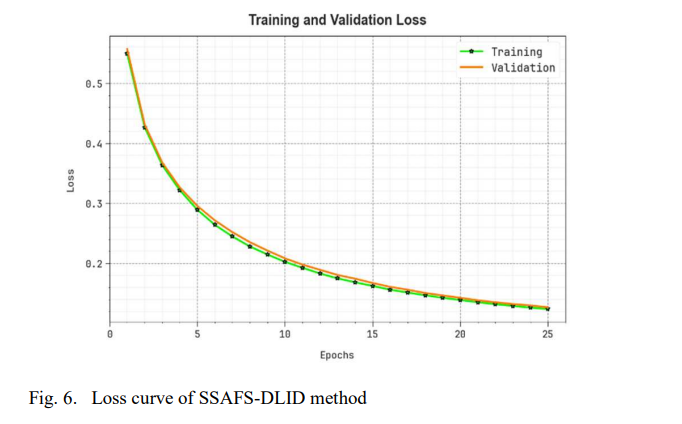 Training and Validation Loss
Training
Validation
0.5
0.4
0.3
0.2
Loss
0 5 10 15 20 25
Epochs
Fig. 6. Loss curve of SSAFS-DLID method